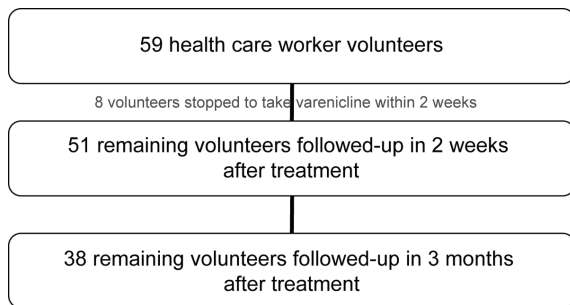 59 health care worker volunteers
8 volunteers stopped to take varenicline within 2 weeks
51 remaining volunteers followed-up in 2 weeks
after treatment
38 remaining volunteers followed-up in 3 months
after treatment